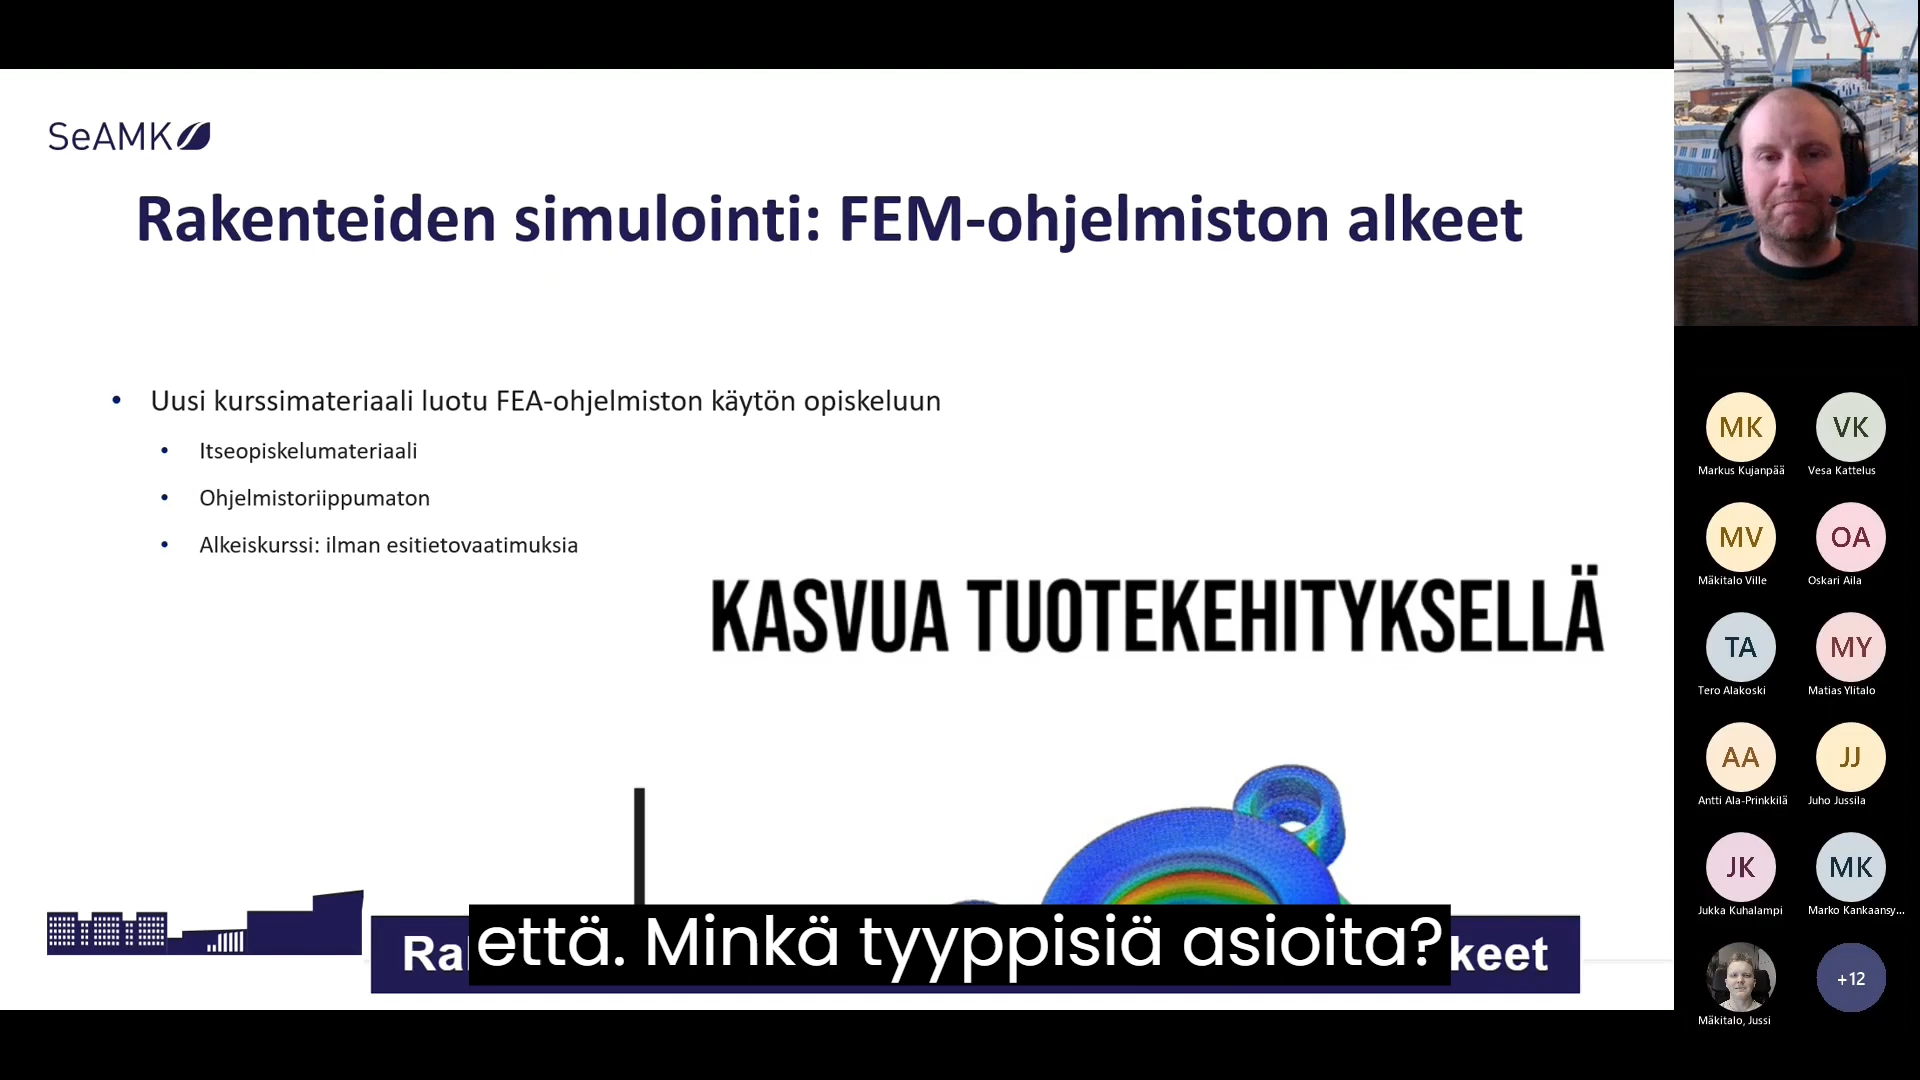 SeAMK
Rakenteiden simulointi: FEM-ohjelmiston alkeet
• Uusi kurssimateriaali luotu FEA-ohjelmiston käytön opiskeluun
• Itseopiskelumateriaali
• Ohjelmistoriippumaton
• Alkeiskurssi: ilman esitietovaatimuksia
KASVUA TUOTEKEHITYKSELLÄ
että. Minkä tyyppisiä asioita?
MK
Markus Kujanpää
VK
Vesa Kattelus
MV
Mäkitalo Ville
OA
Oskari Aila
TA
Tero Alakoski
MY
Matias Ylitalo
AA
Antti Ala-Prinkkilä
JJ
Juho Jussila
JK
Jukka Kuhalampi
MK
Marko Kankaansy...
Mäkitalo, Jussi
+12